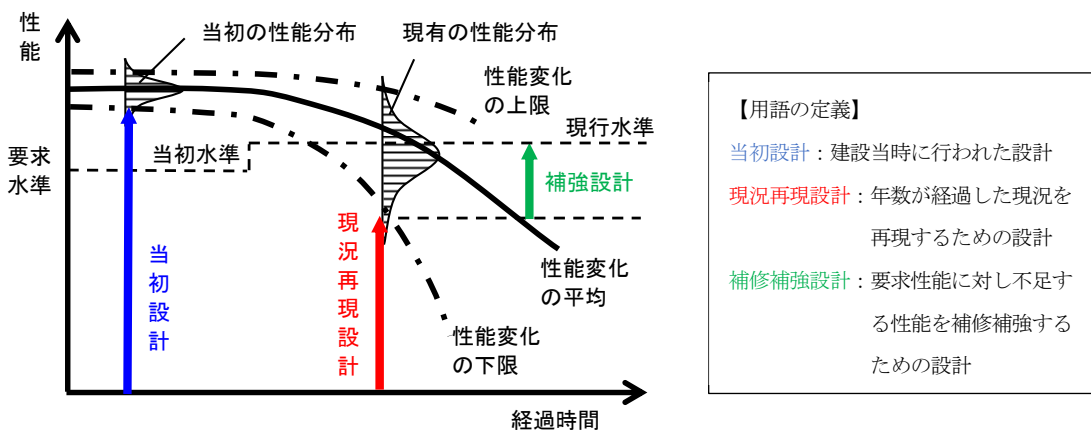 性能
当初の性能分布
現有の性能分布
性能変化
の上限
現行水準
要求
水準
当初水準
補強設計
当初設計
現況再現設計
性能変化
の平均
性能変化
の下限
経過時間
【用語の定義】
当初設計：建設当時に行われた設計
現況再現設計：年数が経過した現況を
再現するための設計
補修補強設計：要求性能に対し不足す
る性能を補修補強する
ための設計